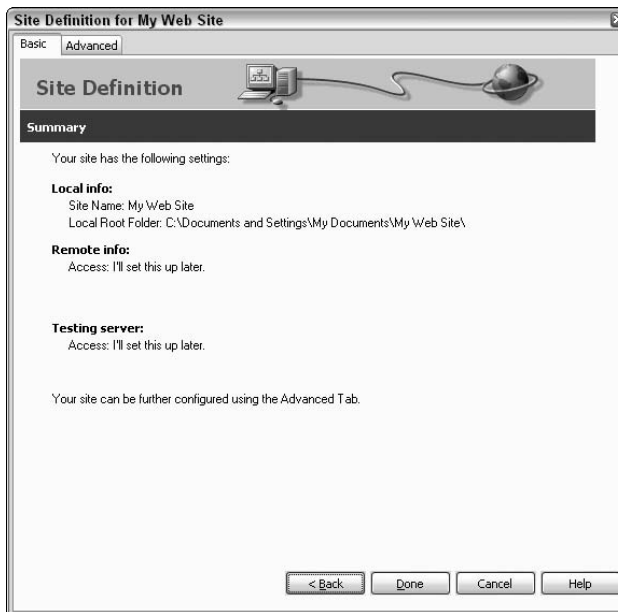 Site Definition for My Web Site
Basic
Advanced
Site Definition
Summary
Your site has the following settings:
Local info:
Site Name: My Web Site
Local Root Folder: C:\Documents and Settings\My Documents\My Web Site\
Remote info:
Access: I'll set this up later.
Testing server:
Access: I'll set this up later.
Your site can be further configured using the Advanced Tab.
< Back
Done
Cancel
Help